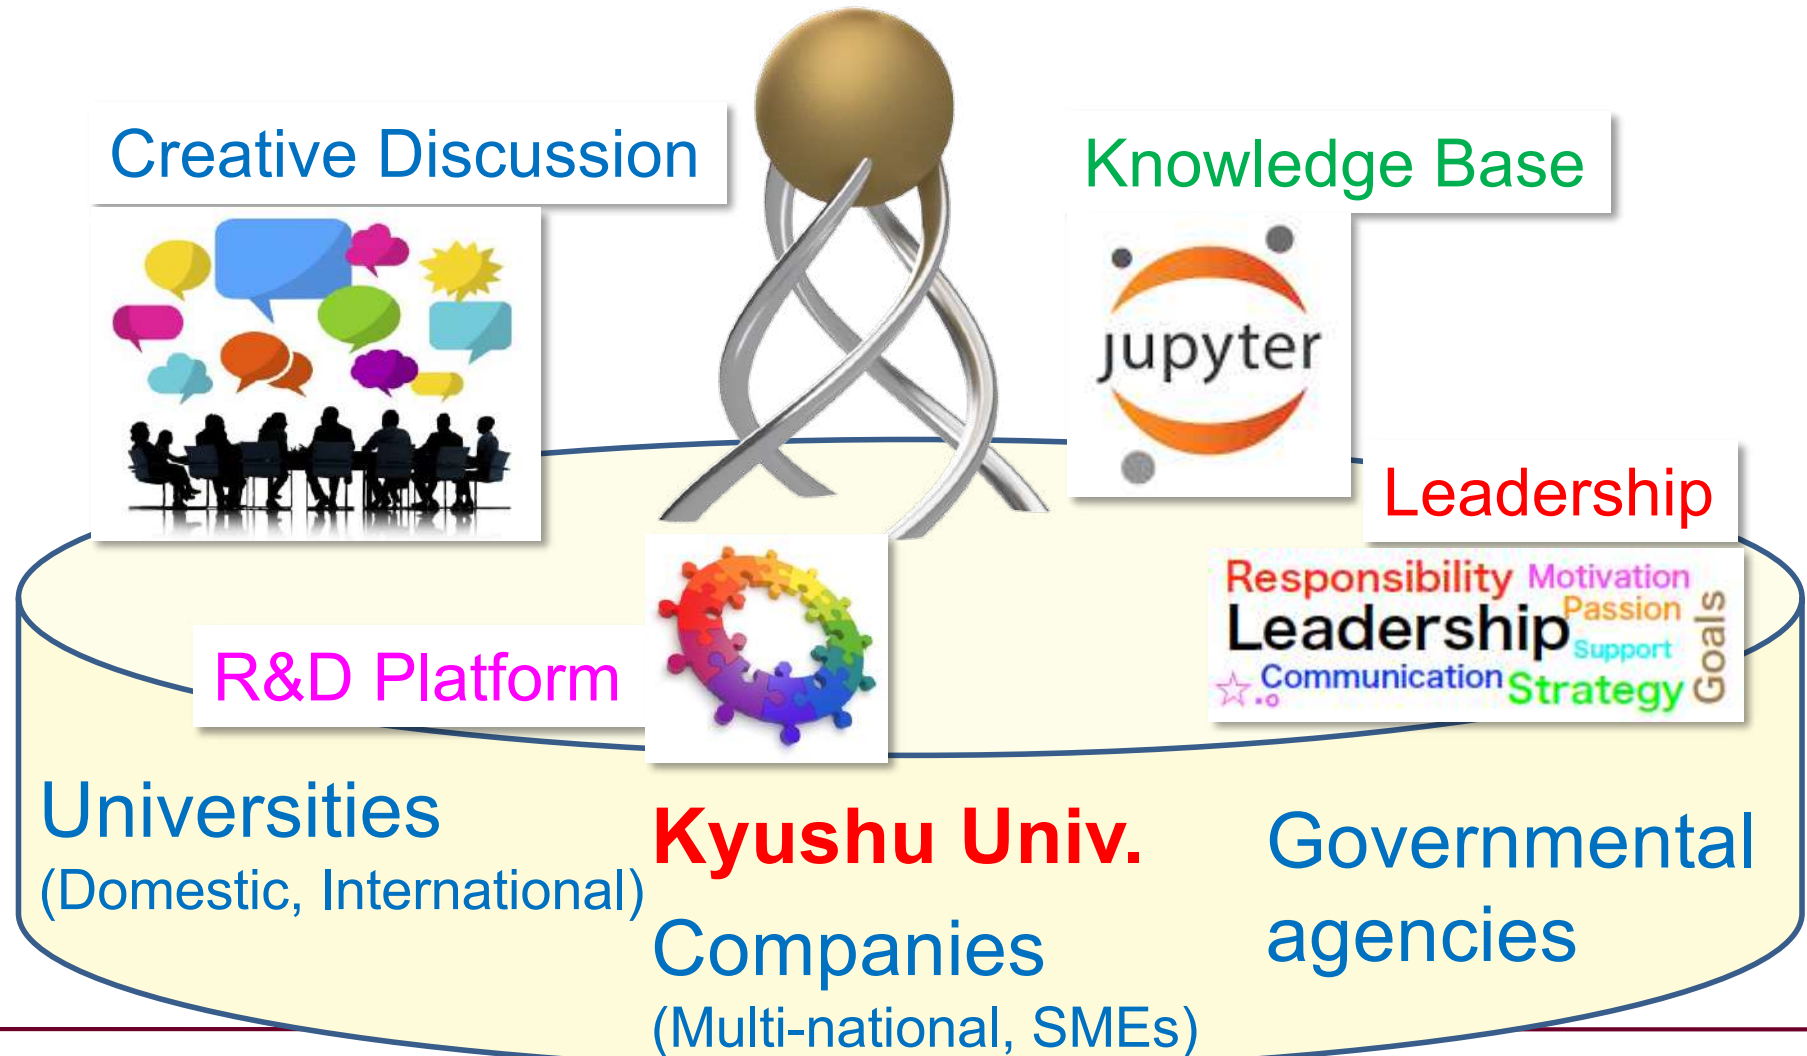 Creative Discussion
Knowledge Base
jupyter
Leadership
Responsibility Motivation
Leadership Passion
Support
Communication Strategy
Goals
R&D Platform
Universities
(Domestic, International)
Kyushu Univ.
Companies
(Multi-national, SMEs)
Governmental
agencies